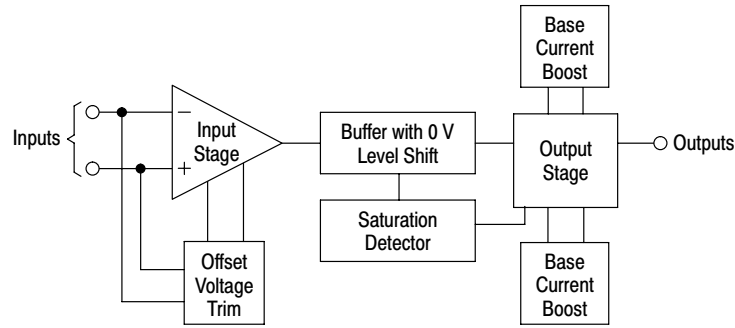 Base
Current
Boost
Inputs
−
+
Input
Stage
Buffer with 0 V
Level Shift
Output
Stage
Outputs
Saturation
Detector
Offset
Voltage
Trim
Base
Current
Boost